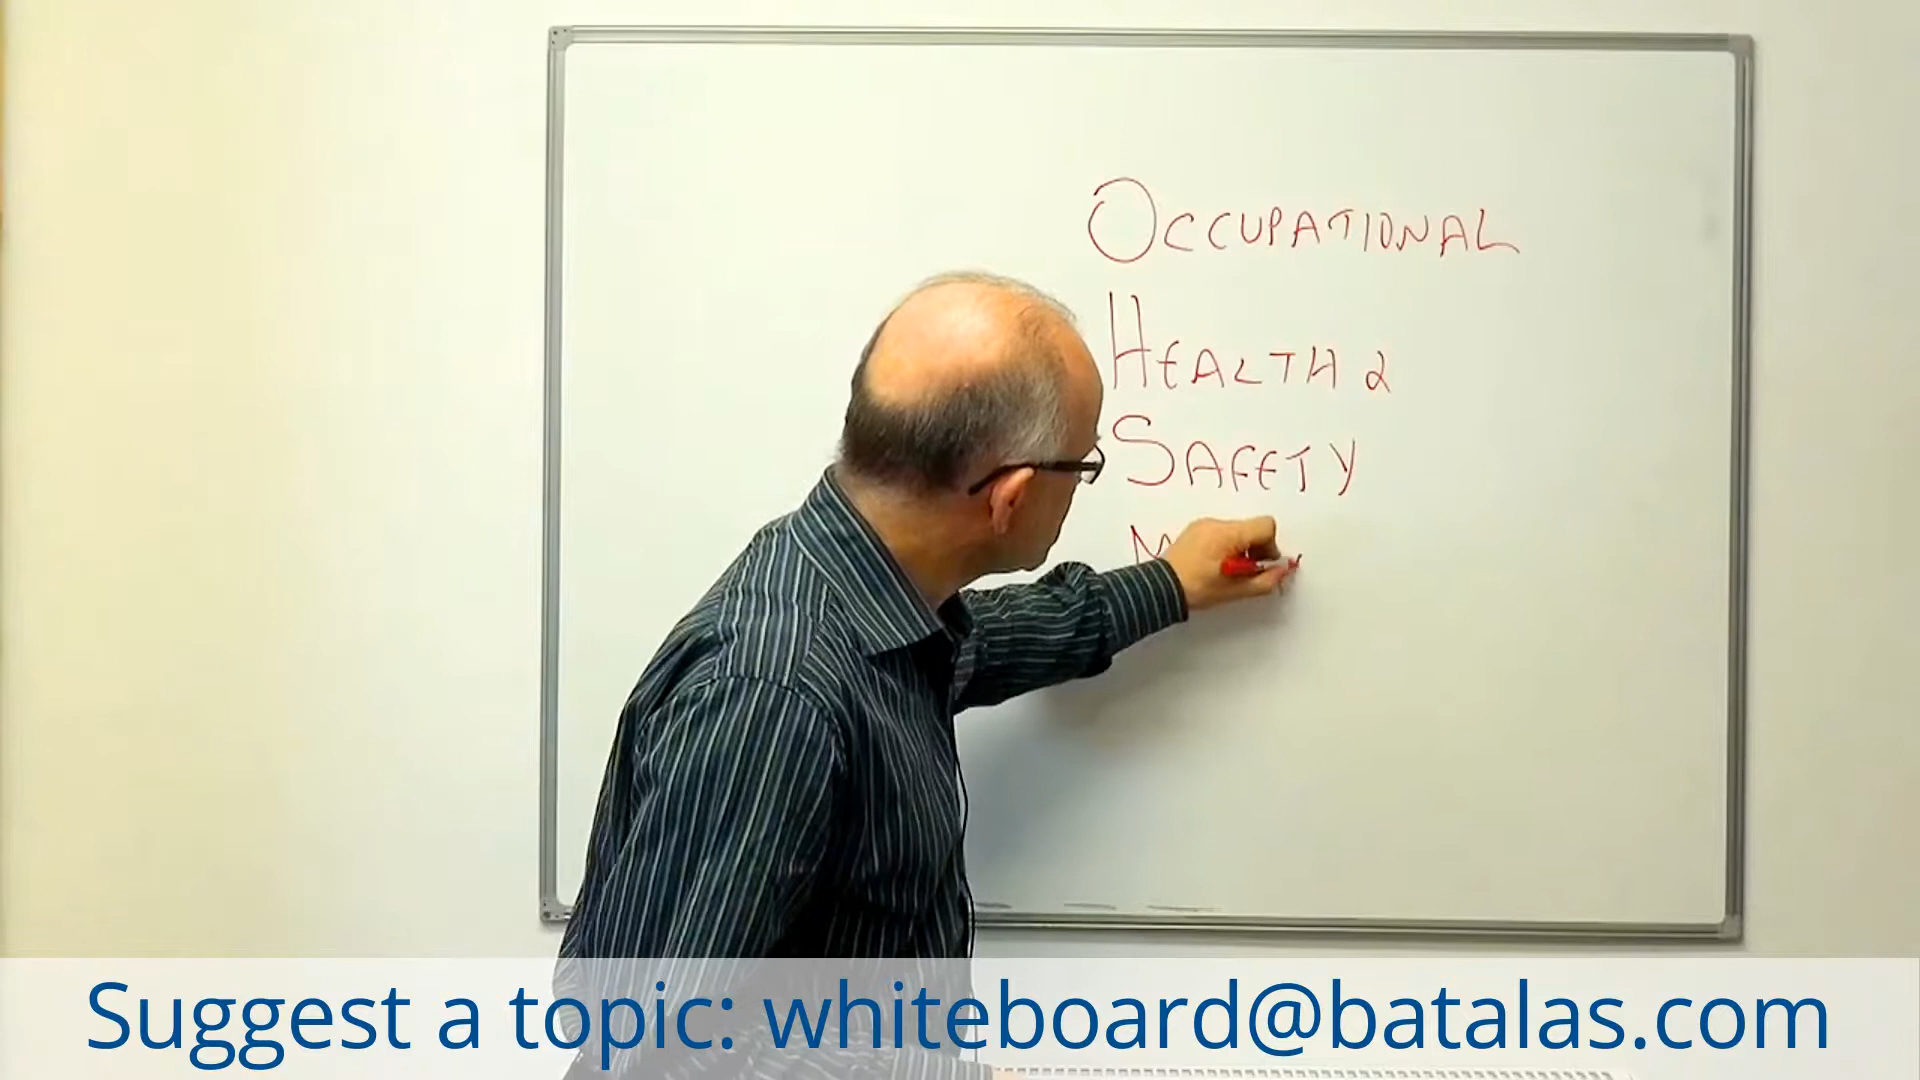 OCCUPATIONAL
HEALTH &
SAFETY
Suggest a topic: whiteboard@batalas.com